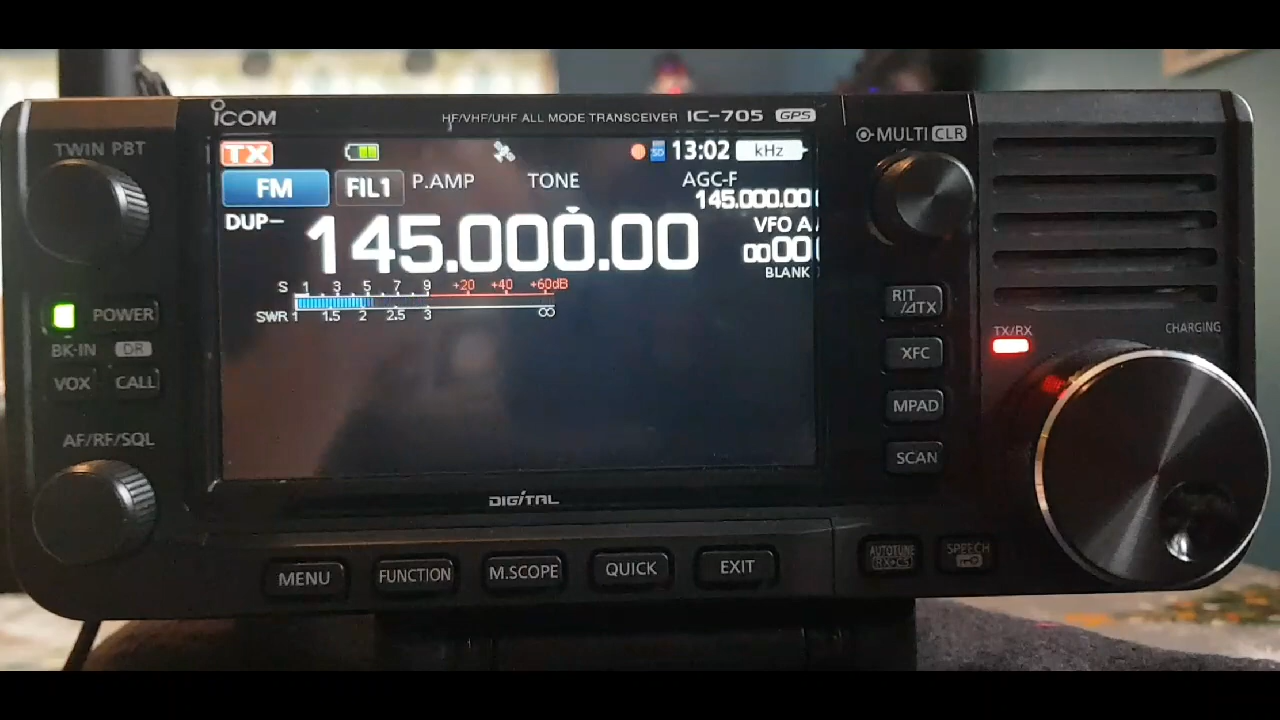 ICOM
HF/VHF/UHF ALL MODE TRANSCEIVER IC-705 GPS
TWIN PBT
MULTI CLR
TX
SD
13:02
kHz
FM
FIL1
P.AMP
TONE
AGC-F
145.000.00
DUP-
145.000.00
VFO A
0000
BLANK
S 1 3 5 7 9 +20 +40 +60dB
SWR 1 1.5 2 2.5 3 ∞
POWER
BK-IN DR
VOX CALL
AF/RF/SQL
RIT
/⊿TX
XFC
MPAD
SCAN
TX/RX
CHARGING
DIGITAL
MENU
FUNCTION
M.SCOPE
QUICK
EXIT
AUTOTUNE
RX→CS
SPEECH